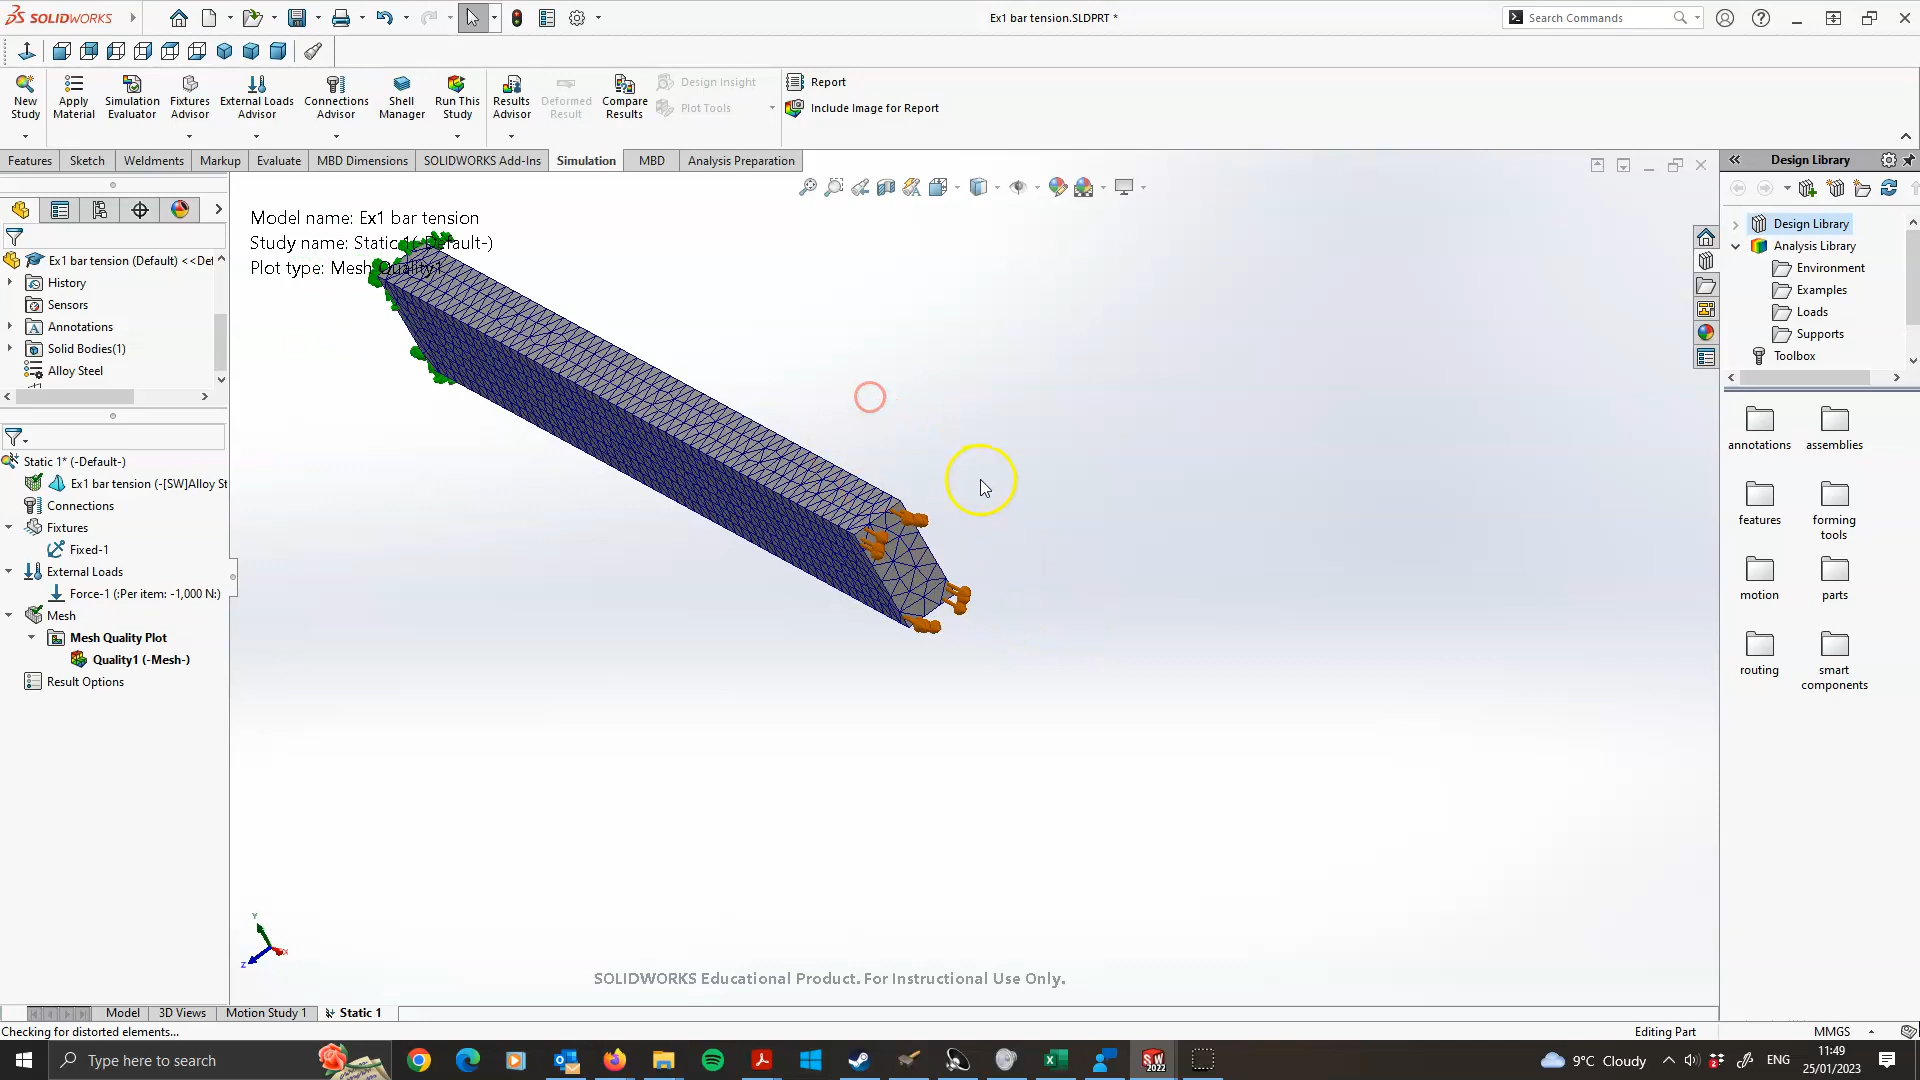 SOLIDWORKS
Ex1 bar tension.SLDPRT *
Search Commands
New Study
Apply Material
Simulation Evaluator
Fixtures Advisor
External Loads Advisor
Connections Advisor
Shell Manager
Run This Study
Results Advisor
Deformed Result
Compare Results
Design Insight
Plot Tools
Report
Include Image for Report
Features
Sketch
Weldments
Markup
Evaluate
MBD Dimensions
SOLIDWORKS Add-Ins
Simulation
MBD
Analysis Preparation
Design Library
Model name: Ex1 bar tension
Study name: Static 1(-Default-)
Plot type: Mesh Quality1
Ex1 bar tension (Default) <<Def
History
Sensors
Annotations
Solid Bodies(1)
Alloy Steel
Static 1* (-Default-)
Ex1 bar tension (-[SW]Alloy St
Connections
Fixtures
Fixed-1
External Loads
Force-1 (:Per item: -1,000 N:)
Mesh
Mesh Quality Plot
Quality1 (-Mesh-)
Result Options
Design Library
Analysis Library
Environment
Examples
Loads
Supports
Toolbox
annotations
assemblies
features
forming tools
motion
parts
routing
smart components
Y
X
Z
SOLIDWORKS Educational Product. For Instructional Use Only.
Model
3D Views
Motion Study 1
Static 1
Checking for distorted elements...
Editing Part
MMGS
Type here to search
SW 2022
9°C Cloudy
ENG
11:49
25/01/2023